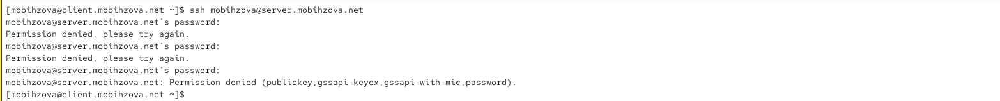 [mobihzova@client.mobihzova.net ~]$ ssh mobihzova@server.mobihzova.net
mobihzova@server.mobihzova.net's password:
Permission denied, please try again.
mobihzova@server.mobihzova.net's password:
Permission denied, please try again.
mobihzova@server.mobihzova.net's password:
mobihzova@server.mobihzova.net: Permission denied (publickey,gssapi-keyex,gssapi-with-mic,password).
[mobihzova@client.mobihzova.net ~]$